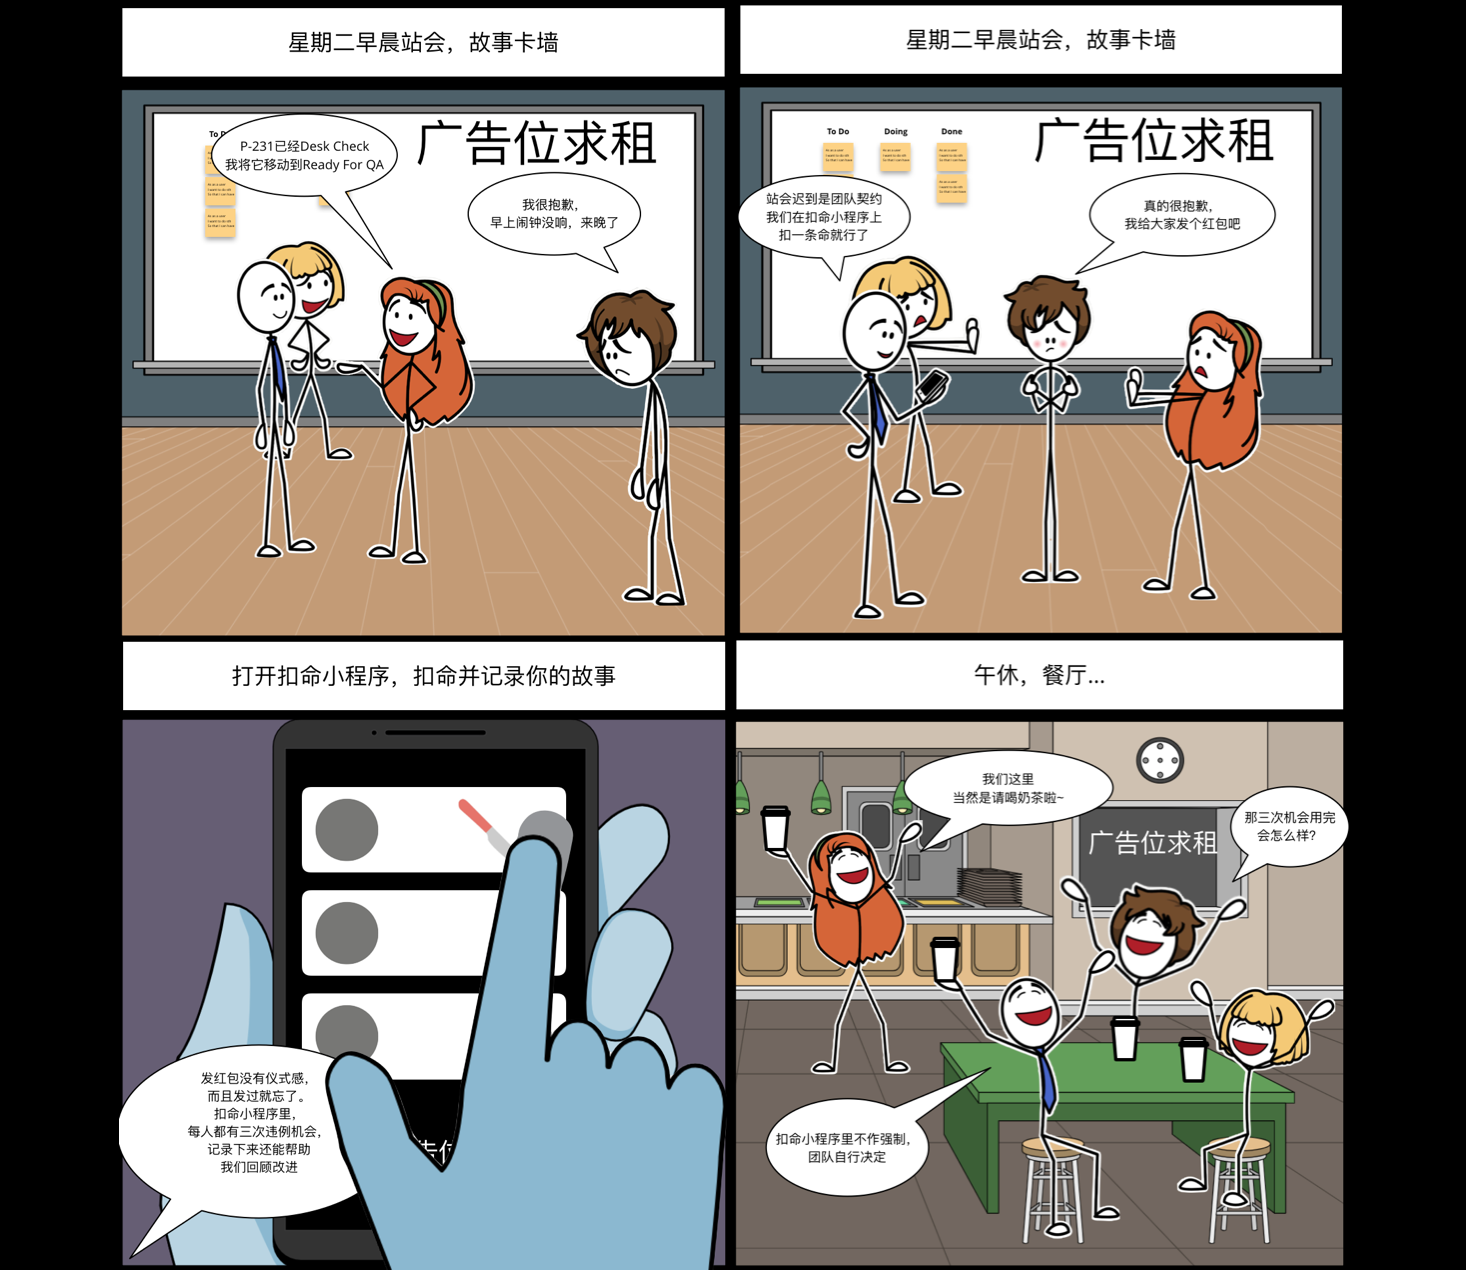 星期二早晨站会，故事卡墙
To D
广告位求租
P-231已经Desk Check
我将它移动到Ready For QA
我很抱歉，
早上闹钟没响，来晚了
星期二早晨站会，故事卡墙
To Do
Doing
Done
广告位求租
站会迟到是团队契约
我们在扣命小程序上
扣一条命就行了
真的很抱歉，
我给大家发个红包吧
打开扣命小程序，扣命并记录你的故事
发红包没有仪式感，
而且发过就忘了。
扣命小程序里，
每人都有三次违例机会，
记录下来还能帮助
我们回顾改进
告位
午休，餐厅...
我们这里
当然是请喝奶茶啦~
那三次机会用完
会怎么样?
广告位求租
扣命小程序里不作强制，
团队自行决定